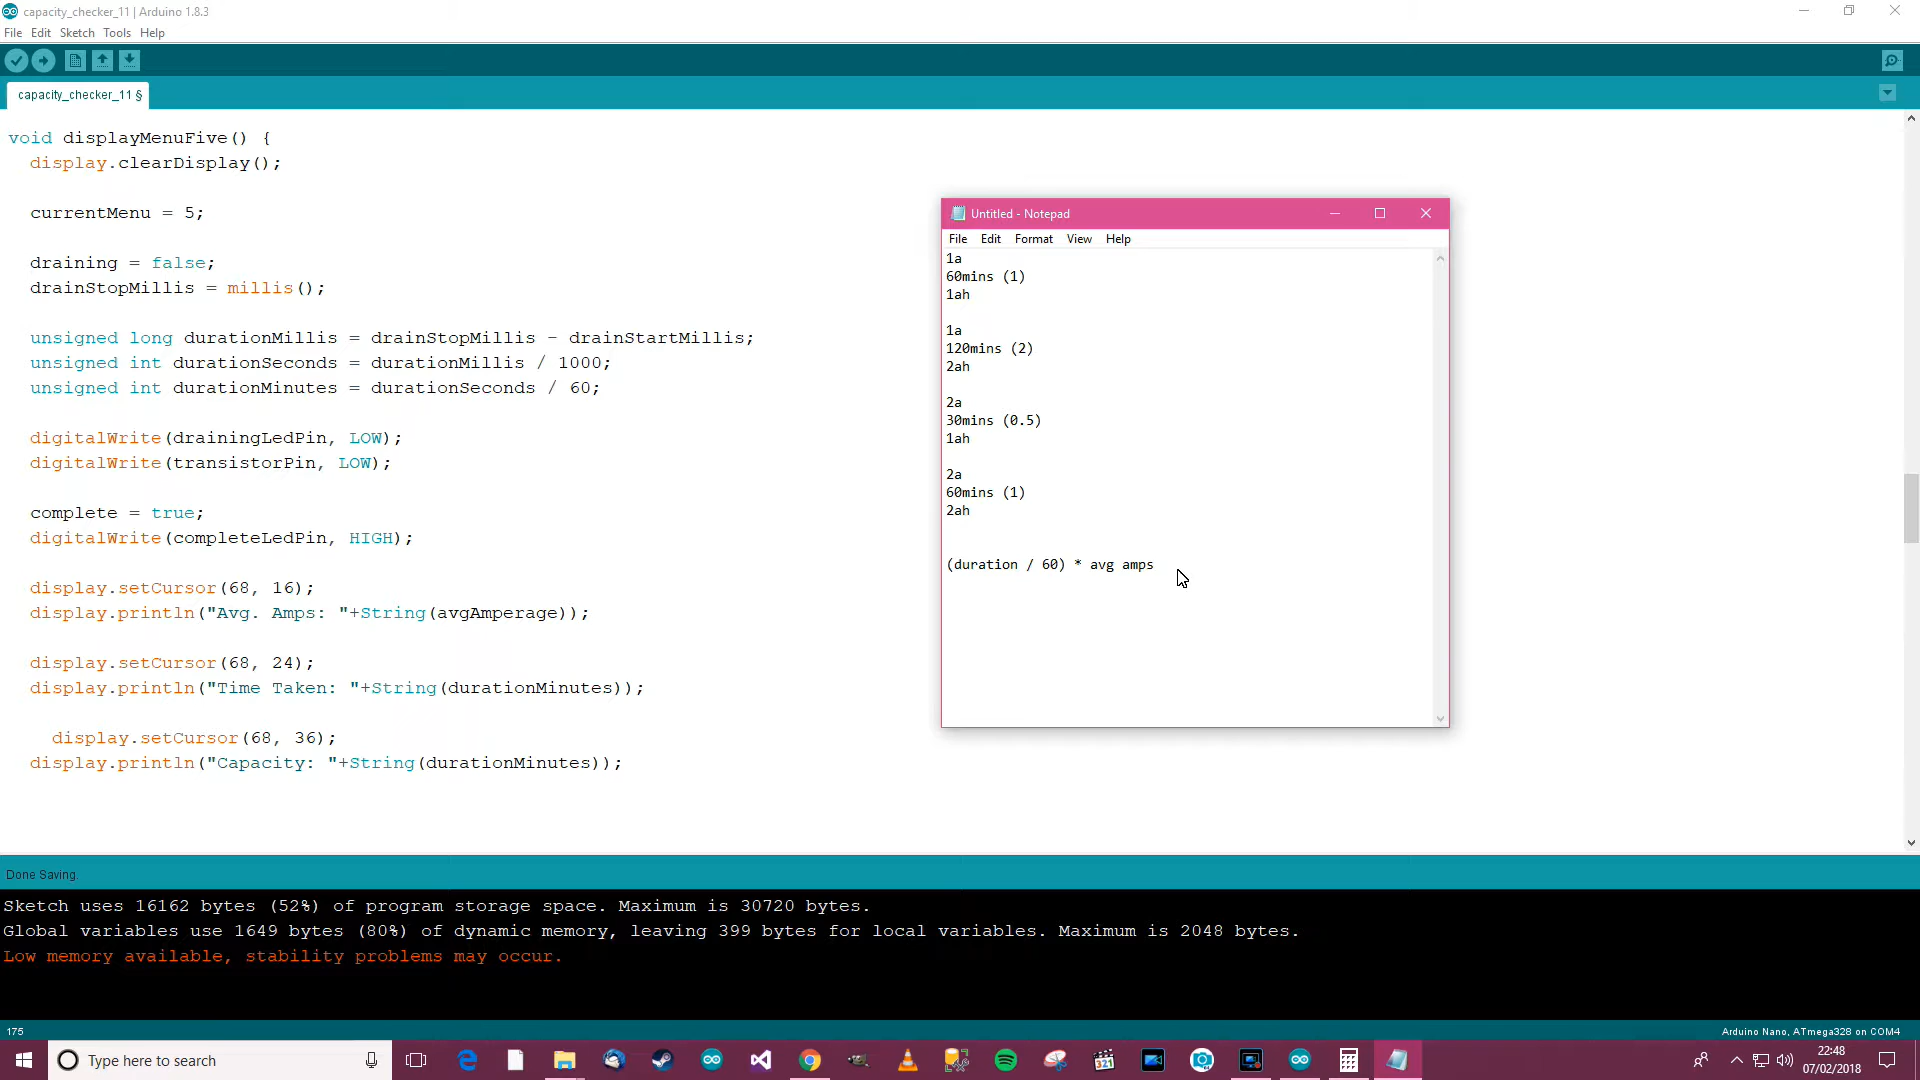 capacity_checker_11 | Arduino 1.8.3
File Edit Sketch Tools Help
capacity_checker_11 §
void displayMenuFive() {
display.clearDisplay();
currentMenu = 5;
draining = false;
drainStopMillis = millis();
unsigned long durationMillis = drainStopMillis - drainStartMillis;
unsigned int durationSeconds = durationMillis / 1000;
unsigned int durationMinutes = durationSeconds / 60;
digitalWrite(drainingLedPin, LOW);
digitalWrite(transistorPin, LOW);
complete = true;
digitalWrite(completeLedPin, HIGH);
display.setCursor(68, 16);
display.println("Avg. Amps: "+String(avgAmperage));
display.setCursor(68, 24);
display.println("Time Taken: "+String(durationMinutes));
display.setCursor(68, 36);
display.println("Capacity: "+String(durationMinutes));
Untitled - Notepad
File Edit Format View Help
1a
60mins (1)
1ah
1a
120mins (2)
2ah
2a
30mins (0.5)
1ah
2a
60mins (1)
2ah
(duration / 60) * avg amps
Done Saving.
Sketch uses 16162 bytes (52%) of program storage space. Maximum is 30720 bytes.
Global variables use 1649 bytes (80%) of dynamic memory, leaving 399 bytes for local variables. Maximum is 2048 bytes.
Low memory available, stability problems may occur.
175
Arduino Nano, ATmega328 on COM4
Type here to search
321
22:48
07/02/2018